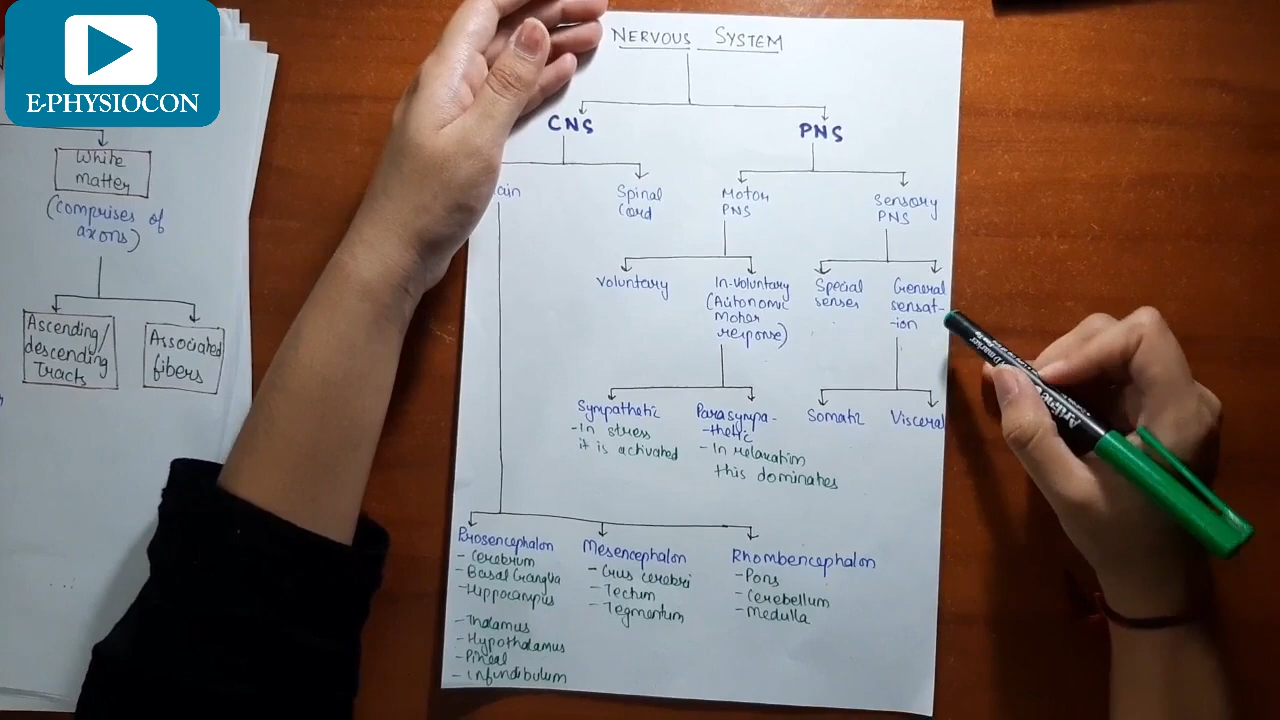 E-PHYSIOCON
White
matter
(comprises of
axons)
Ascending/
descending
Tracts
Associated
fibers
NERVOUS SYSTEM
CNS
PNS
ain
Spinal
Cord
Motor
PNS
Sensory
PNS
Voluntary
In-voluntary
(Autonomic
Motor
response)
Special
senses
General
sensat-
-ion
Sympathetic
- In stress
it is activated
Parasympa-
-thetic
- In relaxation
this dominates
Somatic
Visceral
Prosencephalon
- Cerebrum
- Basal Ganglia
- Hippocampus
- Thalamus
- Hypothalamus
- Pineal
- Infundibulum
Mesencephalon
- Crus cerebri
- Tectum
- Tegmentum
Rhombencephalon
- Pons
- Cerebellum
- Medulla